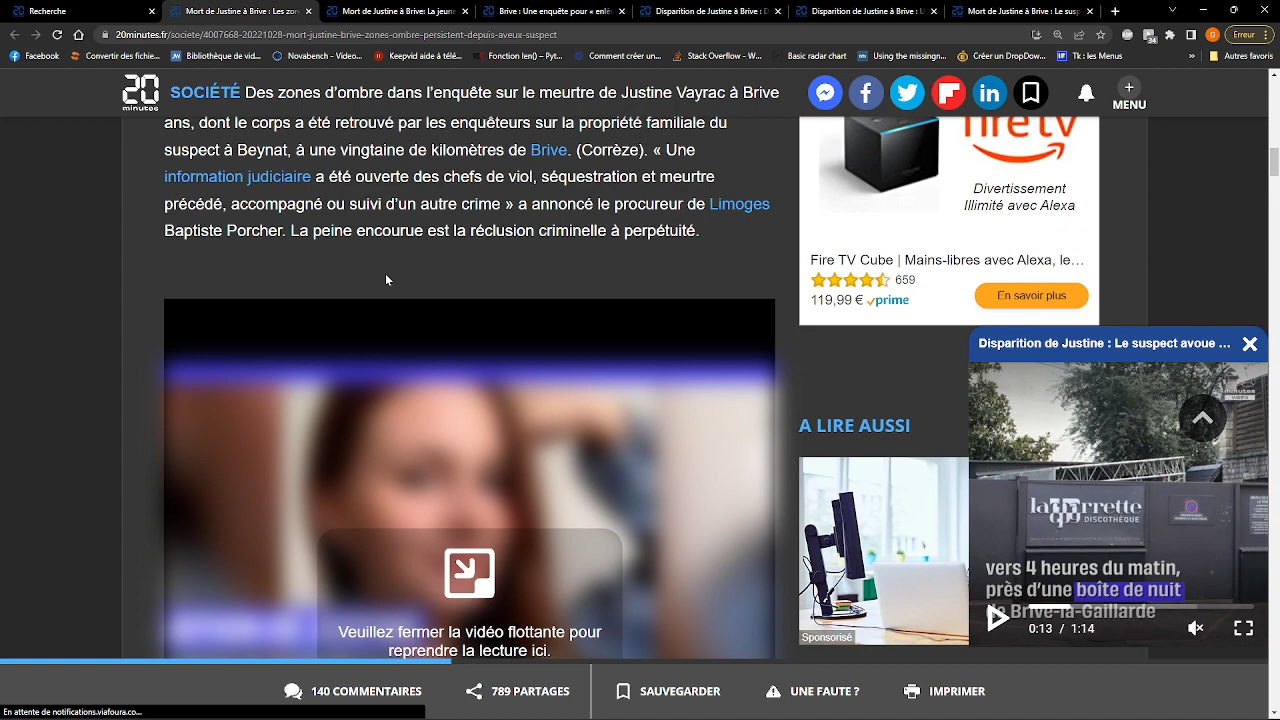 Recherche
Mort de Justine à Brive : Les zon
Mort de Justine à Brive: La jeune
Brive : Une enquête pour « enlèv
Disparition de Justine à Brive : D
Disparition de Justine à Brive : U
Mort de Justine à Brive : Le susp
20minutes.fr/societe/4007668-20221028-mort-justine-brive-zones-ombre-persistent-depuis-aveux-suspect
Erreur
Facebook
Convertir des fichie...
Bibliothèque de vid...
Novabench - Video...
Keepvid aide à télé...
Fonction len() — Pyt...
Comment créer un...
Stack Overflow - W...
Basic radar chart
Using the missingn...
Créer un DropDow...
Tk : les Menus
»
Autres favoris
20 minutes
SOCIÉTÉ Des zones d'ombre dans l'enquête sur le meurtre de Justine Vayrac à Brive
MENU
ans, dont le corps a été retrouvé par les enquêteurs sur la propriété familiale du
suspect à Beynat, à une vingtaine de kilomètres de Brive. (Corrèze). « Une
information judiciaire a été ouverte des chefs de viol, séquestration et meurtre
précédé, accompagné ou suivi d'un autre crime » a annoncé le procureur de Limoges
Baptiste Porcher. La peine encourue est la réclusion criminelle à perpétuité.
fire tv
Divertissement
Illimité avec Alexa
Fire TV Cube | Mains-libres avec Alexa, le...
659
119,99 € prime
En savoir plus
Disparition de Justine : Le suspect avoue ...
20 minutes
VIDÉO
DISCOTHÈQUE
vers 4 heures du matin,
près d'une boîte de nuit
de Brive-la-Gaillarde
0:13 / 1:14
A LIRE AUSSI
Sponsorisé
Veuillez fermer la vidéo flottante pour
reprendre la lecture ici.
140 COMMENTAIRES
789 PARTAGES
SAUVEGARDER
UNE FAUTE ?
IMPRIMER
En attente de notifications.viafoura.co...